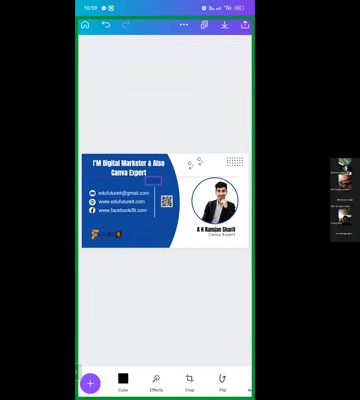 10:59
I'M Digital Marketer & Also
Canva Expert
edufutureit@gmail.com
www.edufutureit.com
www.facebook/fit.com
A R Ramjan Sharif
Canva Expert
Color
Effects
Crop
Flip